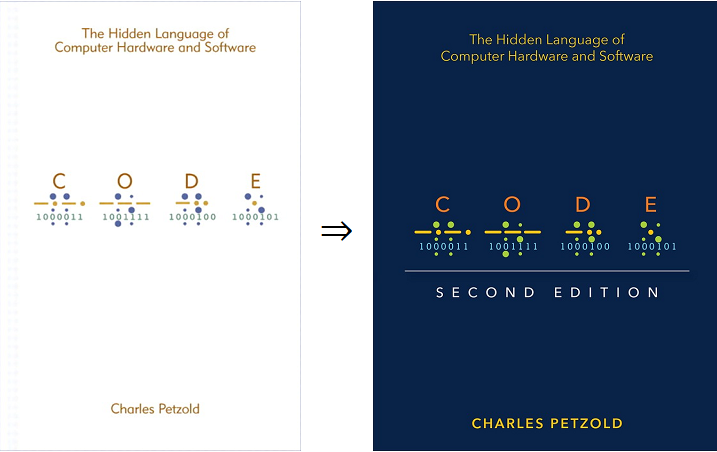 The Hidden Language of
Computer Hardware and Software
C O D E
1000011 1001111 1000100 1000101
Charles Petzold
⇒
The Hidden Language of
Computer Hardware and Software
C O D E
1000011 1001111 1000100 1000101
SECOND EDITION
CHARLES PETZOLD